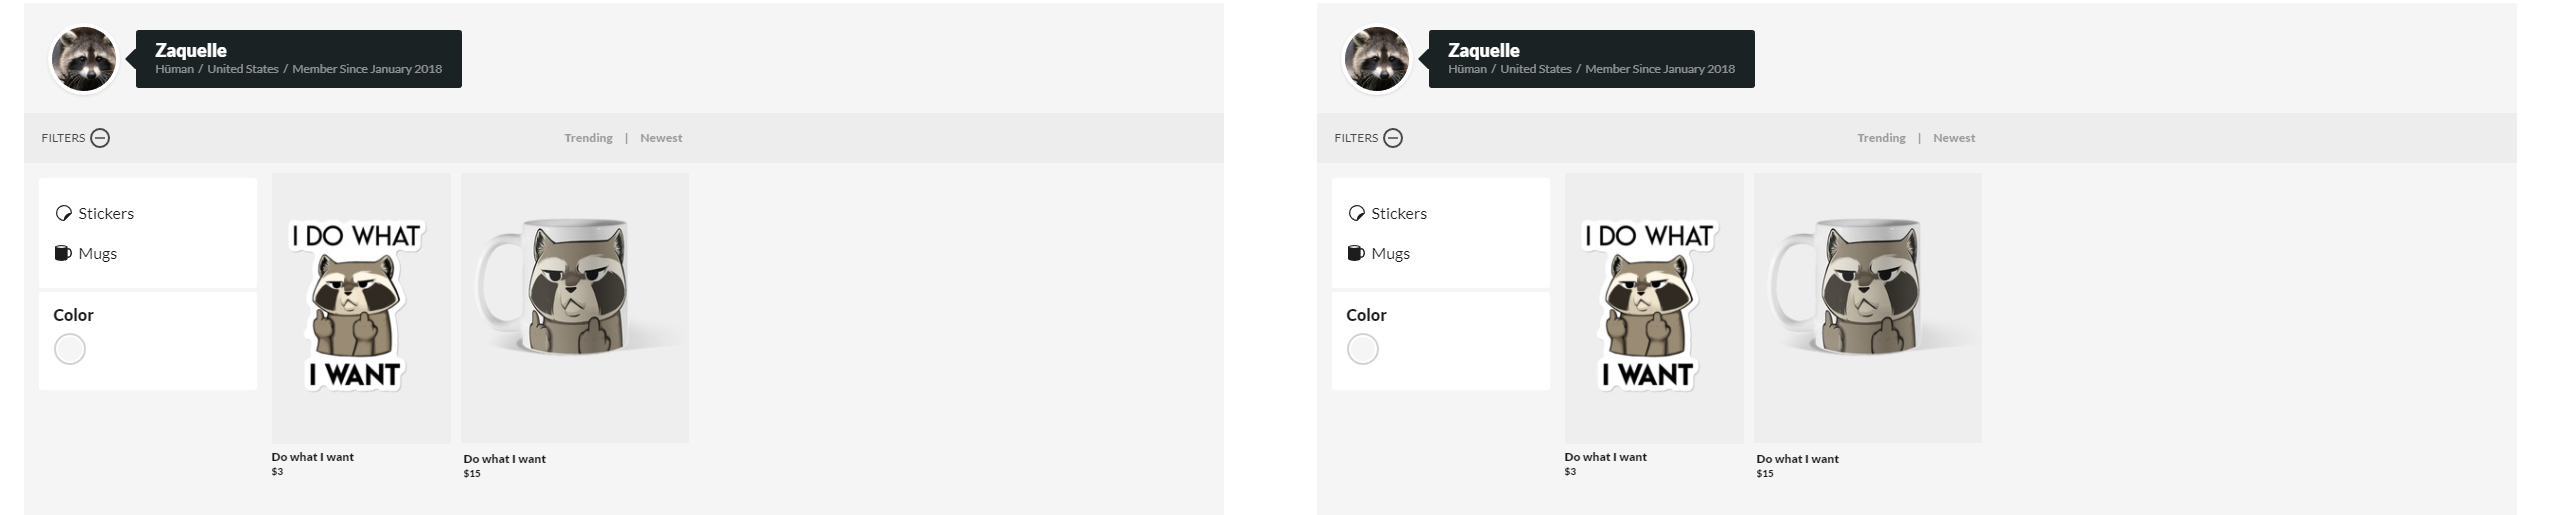 Zaquelle
Hüman / United States / Member Since January 2018
FILTERS
Trending | Newest
Stickers
Mugs
Color
I DO WHAT
I WANT
Do what I want
$3
Do what I want
$15
Zaquelle
Hüman / United States / Member Since January 2018
FILTERS
Trending | Newest
Stickers
Mugs
Color
I DO WHAT
I WANT
Do what I want
$3
Do what I want
$15